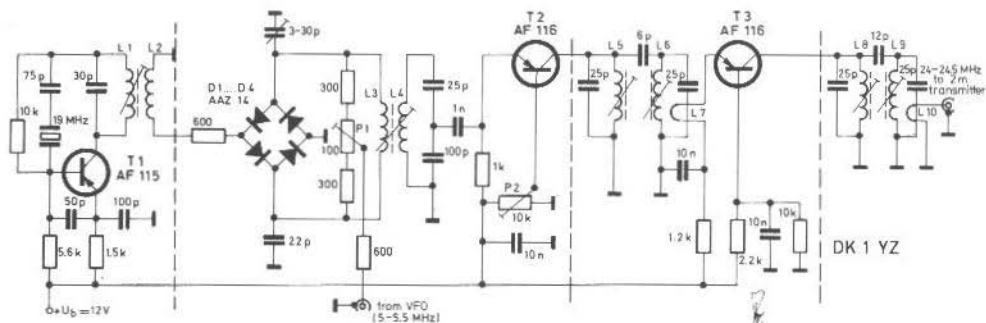 T2
AF 116
T3
AF 116
3-30p
L1
L2
75p
30p
10k
19 MHz
T1
AF 115
50p
100p
5.6k
1.5k
+U b = 12V
600
D1...D4
AAZ 14
300
P1
100
300
22p
600
from VFO
(5-5.5 MHz)
L3
L4
25p
1n
100p
1k
P2
10k
10n
25p
L5
6p
L6
25p
L7
10n
1.2k
2.2k
10n
10k
25p
L8
12p
L9
25p
24-24.5 MHz
to 2m
transmitter
L10
DK 1 YZ